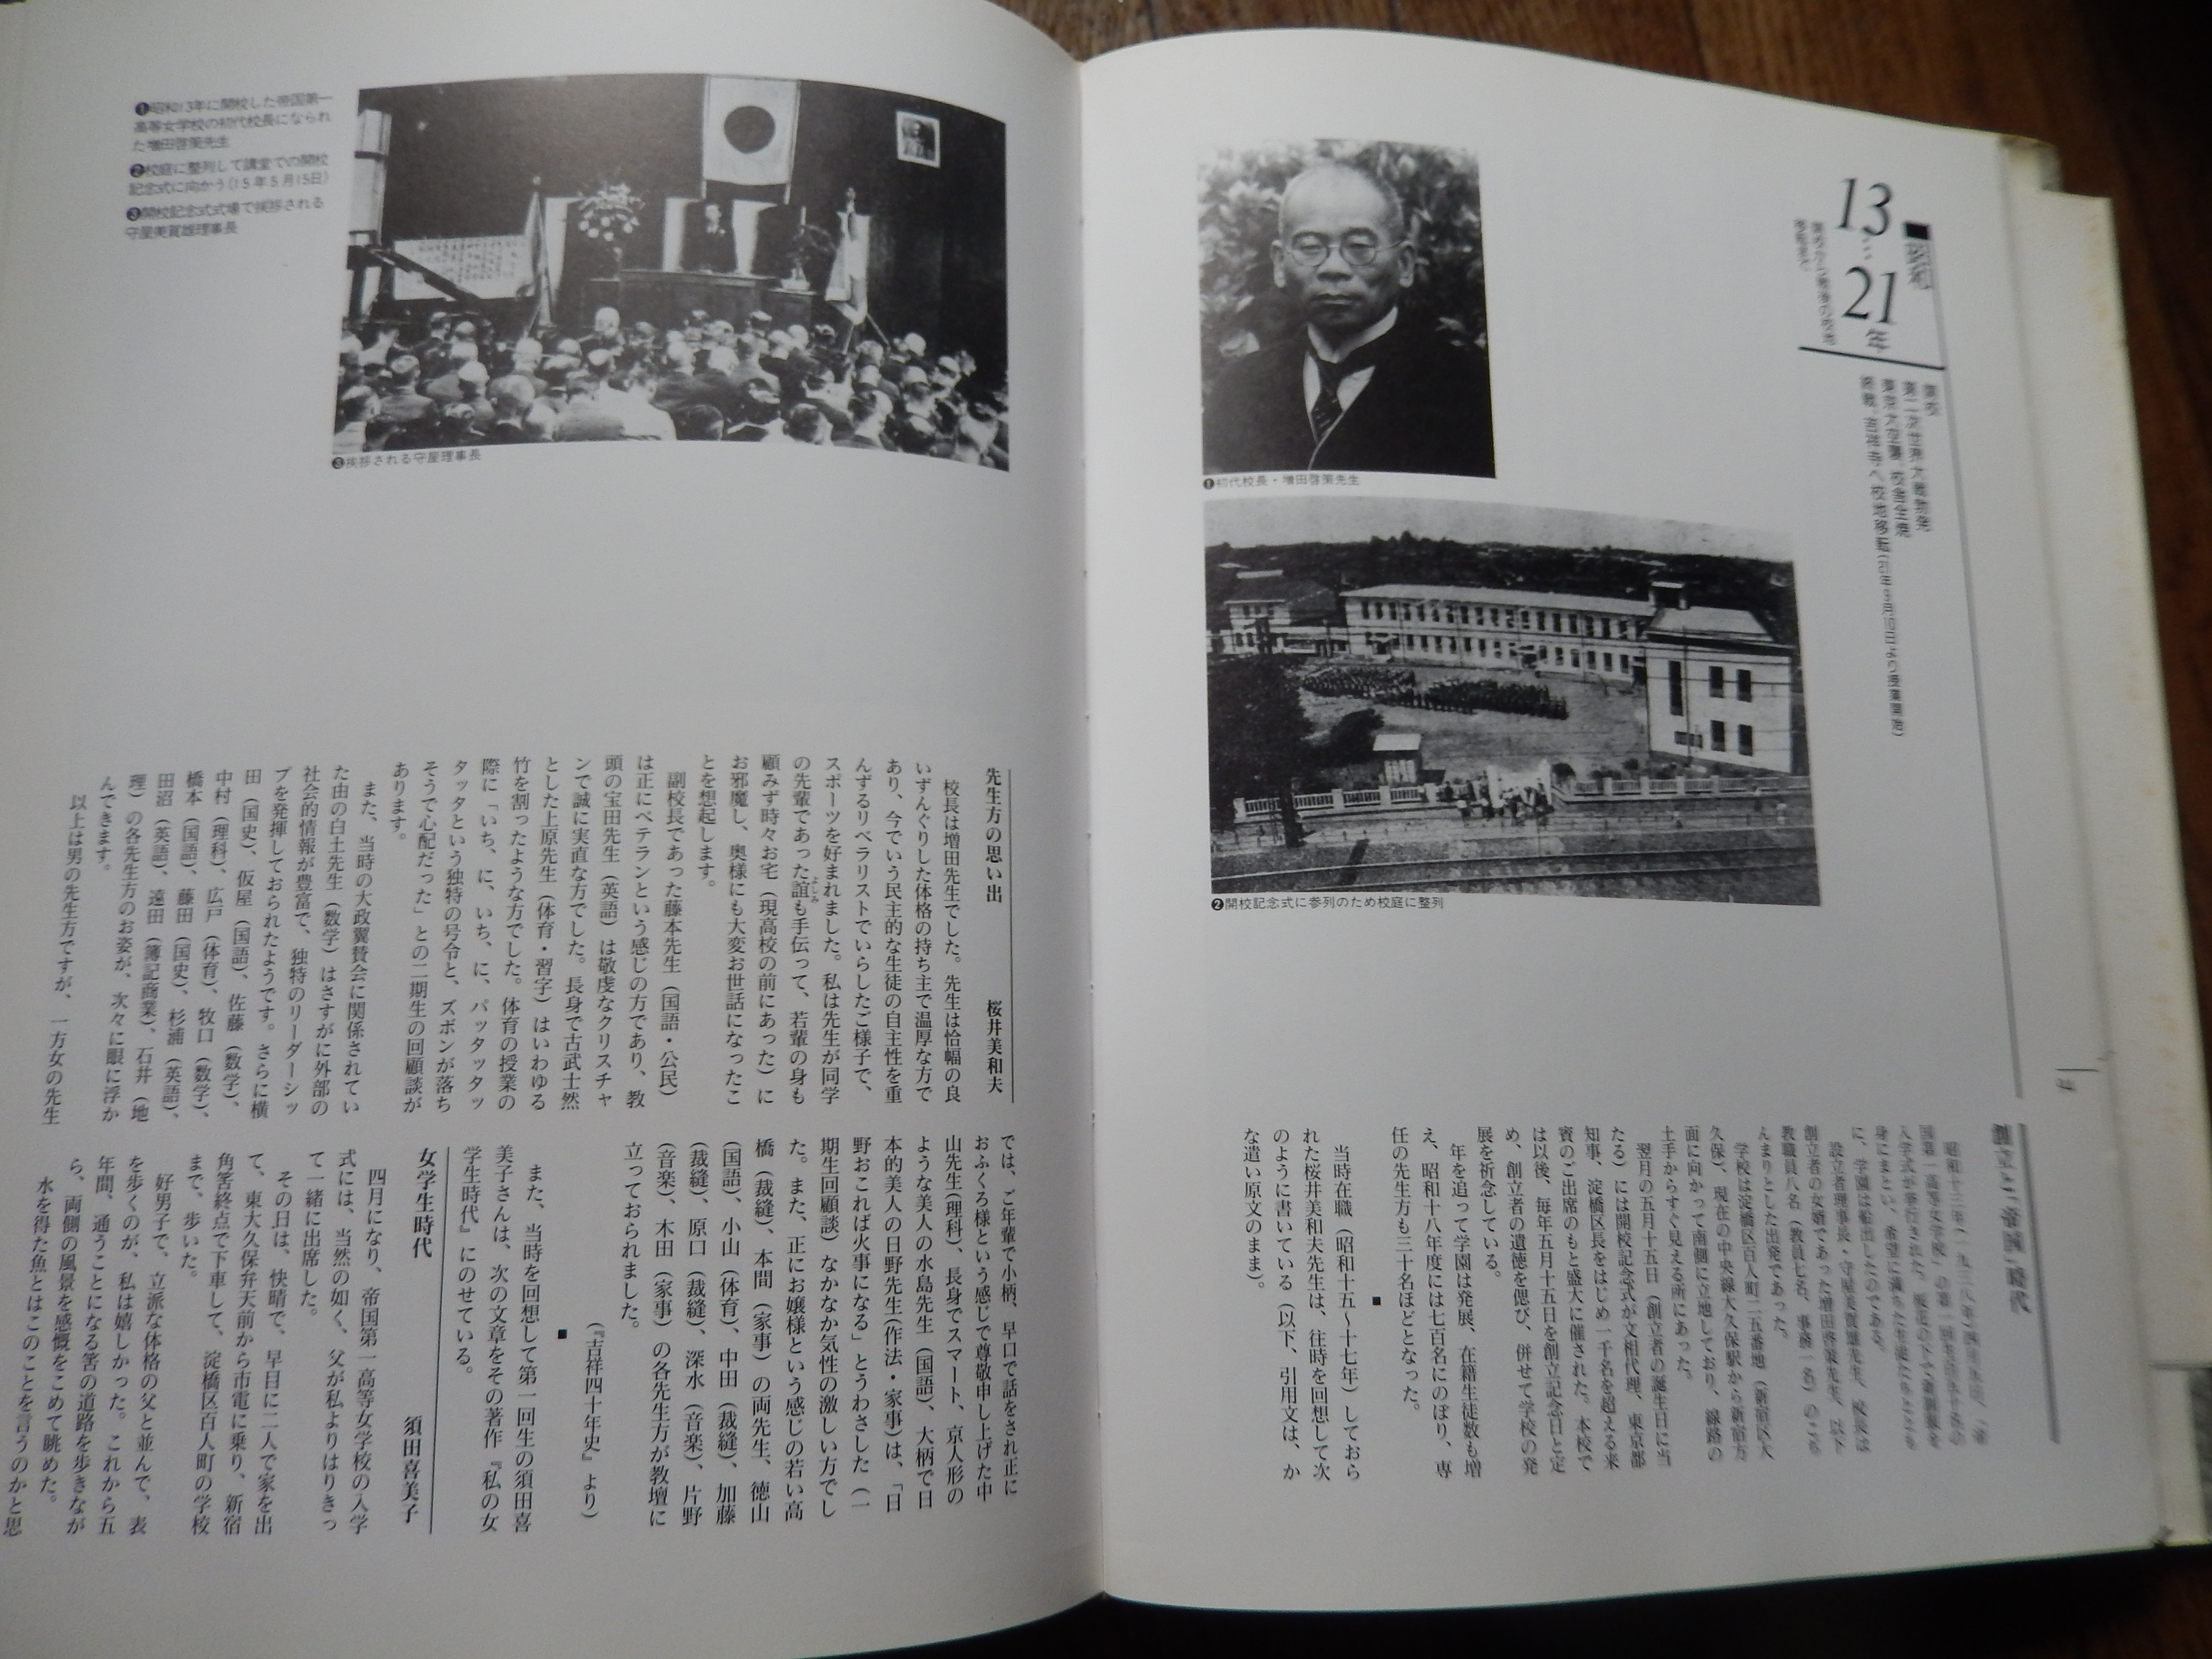 昭和
13……21年
開校
第二次世界大戦勃発
東京大空襲、校舎全焼
終戦、吉祥寺へ校地移転
❶初代校長・増田啓策先生
❷開校記念式に参列のため校庭に整列
創立と「帝国」時代
設立者理事長・守屋美賀雄先生、校長は
創立者の女婿であった増田啓策先生、以下
教職員八名（教員七名、事務一名）のこぢ
んまりとした出発であった。
学校は淀橋区百人町二ノ二五番地（新宿区大
久保）、現在の中央線大久保駅から新宿方
面に向かって南側に立地しており、線路の
土手からすぐ見える所にあった。
翌月の五月十五日（創立者の誕生日に当
たる）には開校記念式が文相代理、東京都
知事、淀橋区長をはじめ一千名を超える来
賓のご出席のもと盛大に催された。本校で
は以後、毎年五月十五日を創立記念日と定
め、創立者の遺徳を偲び、併せて学校の発
展を祈念している。
年を追って学園は発展、在籍生徒数も増
え、昭和十八年度には七百名にのぼり、専
任の先生方も三十名ほどとなった。
■
当時在職（昭和十五〜十七年）しておら
れた桜井美和夫先生は、往時を回想して次
のように書いている（以下、引用文は、か
な遣い原文のまま）。
❶昭和13年に開校した帝国第一
高等女学校の初代校長になられ
た増田啓策先生
❷校庭に整列して講堂での開校
記念式に向かう（15年5月15日）
❸開校記念式式場で挨拶される
守屋美賀雄理事長
❸挨拶される守屋理事長
先生方の思い出　桜井美和夫
校長は増田先生でした。先生は恰幅の良
いずんぐりした体格の持ち主で温厚な方で
あり、今でいう民主的な生徒の自主性を重
んずるリベラリストでいらしたご様子で、
スポーツを好まれました。私は先生が同学
の先輩であった誼も手伝って、若輩の身も
よしみ
顧みず時々お宅（現高校の前にあった）に
お邪魔し、奥様にも大変お世話になったこ
とを想起します。
副校長であった藤本先生（国語・公民）
は正にベテランという感じの方であり、教
頭の宝田先生（英語）は敬虔なクリスチャ
ンで誠に実直な方でした。長身で古武士然
とした上原先生（体育・習字）はいわゆる
竹を割ったような方でした。体育の授業の
際に「いち、に、いち、に、パッタッタッ
タッタという独特の号令と、ズボンが落ち
そうで心配だった」との二期生の回顧談が
あります。
また、当時の大政翼賛会に関係されてい
た由の白土先生（数学）はさすがに外部の
社会的情報が豊富で、独特のリーダーシッ
プを発揮しておられたようです。さらに横
田（国史）、仮屋（国語）、佐藤（数学）、
中村（理科）、広戸（体育）、牧口（数学）、
橋本（国語）、藤田（国史）、杉浦（英語）、
田沼（英語）、遠田（簿記商業）、石井（地
理）の各先生方のお姿が、次々に眼に浮か
んできます。
以上は男の先生方ですが、一方女の先生
では、ご年輩で小柄、早口で話をされ正に
おふくろ様という感じで尊敬申し上げた中
山先生（理科）、長身でスマート、京人形の
ような美人の水島先生（国語）、大柄で日
本的美人の日野先生（作法・家事）は、「日
野おこれば火事になる」とうわさした（一
期生回顧談）なかなか気性の激しい方でし
た。また、正にお嬢様という感じの若い高
橋（裁縫）、本間（家事）の両先生、徳山
（国語）、小山（体育）、中田（裁縫）、加藤
（裁縫）、原口（裁縫）、深水（音楽）、片野
（音楽）、木田（家事）の各先生方が教壇に
立っておられました。
（『吉祥四十年史』より）
■
また、当時を回想して第一回生の須田喜
美子さんは、次の文章をその著作『私の女
学生時代』にのせている。
女学生時代　須田喜美子
四月になり、帝国第一高等女学校の入学
式には、当然の如く、父が私よりはりきっ
て一緒に出席した。
その日は、快晴で、早目に二人で家を出
て、東大久保弁天前から市電に乗り、新宿
角筈終点で下車して、淀橋区百人町の学校
まで、歩いた。
好男子で、立派な体格の父と並んで、表
を歩くのが、私は嬉しかった。これから五
年間、通うことになる筈の道路を歩きなが
ら、両側の風景を感慨をこめて眺めた。
水を得た魚とはこのことを言うのかと思